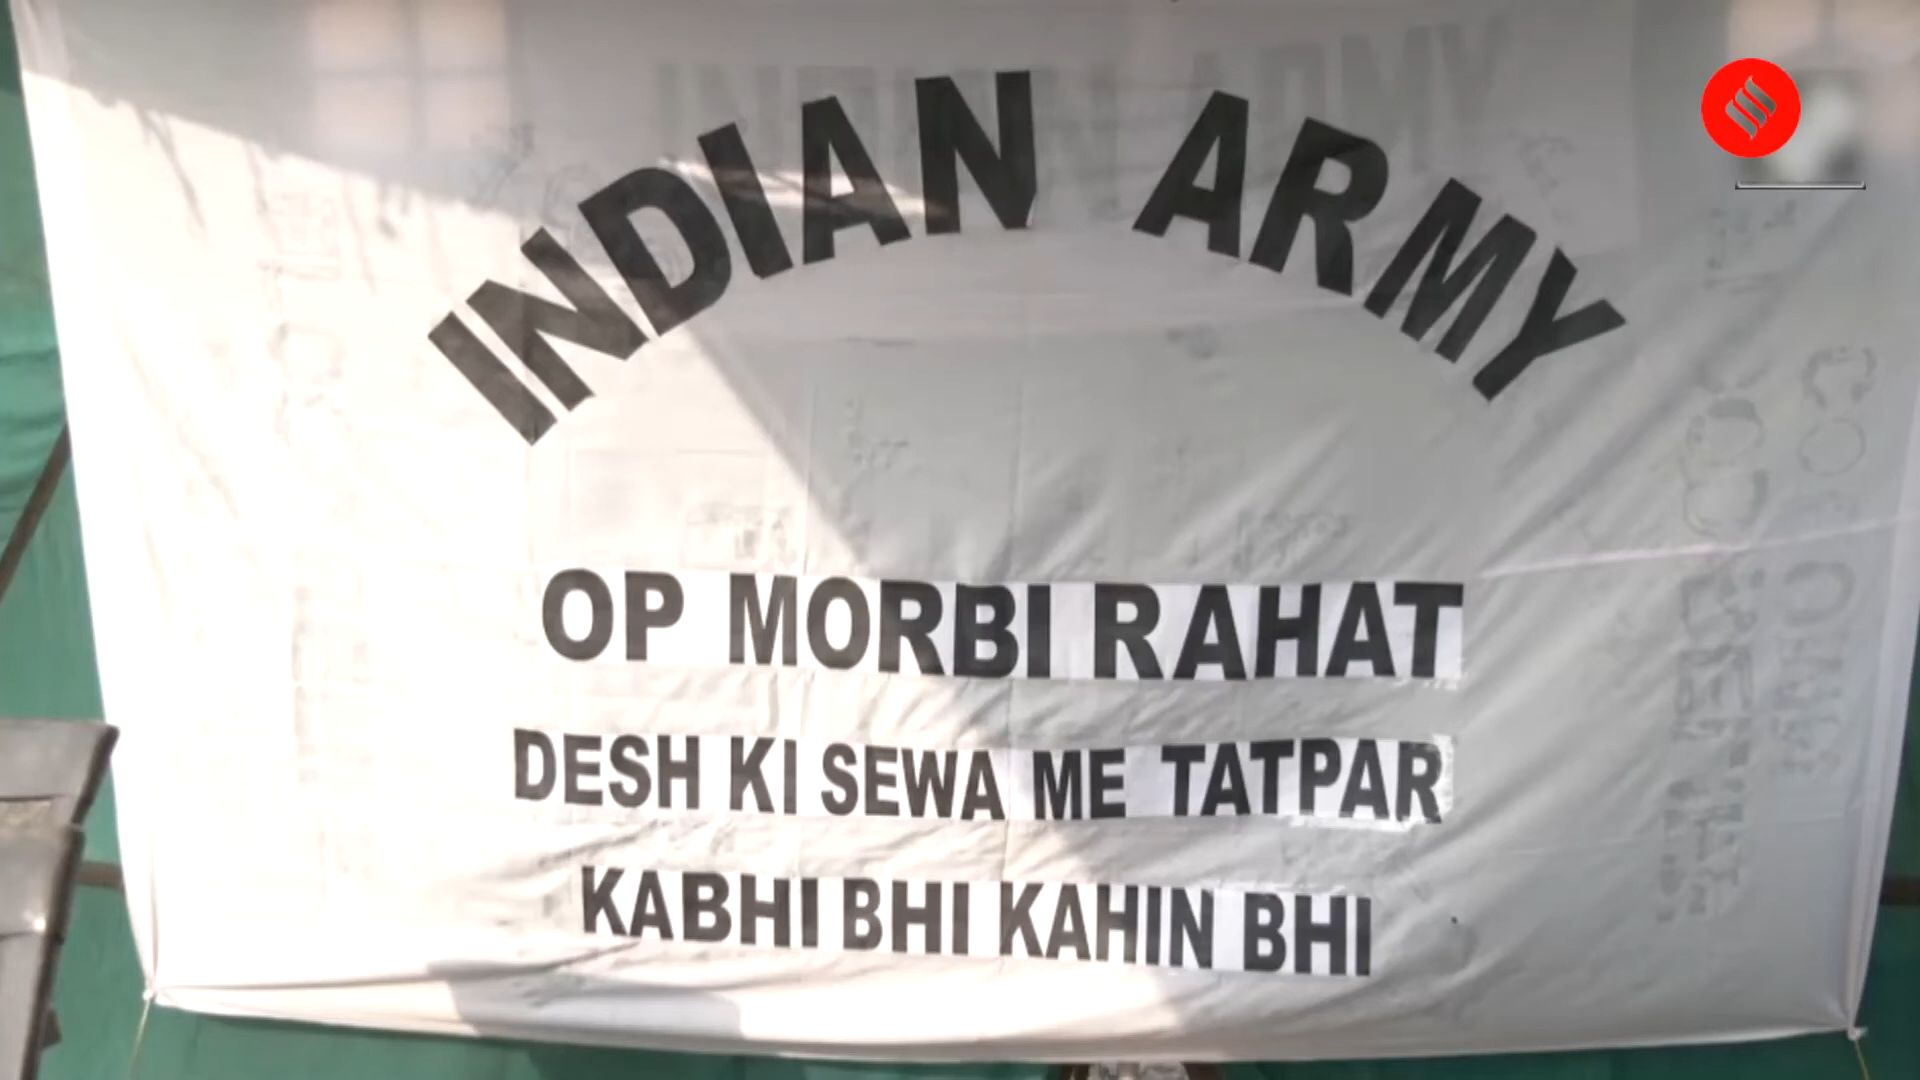 INDIAN ARMY
OP MORBI RAHAT
DESH KI SEWA ME TATPAR
KABHI BHI KAHIN BHI